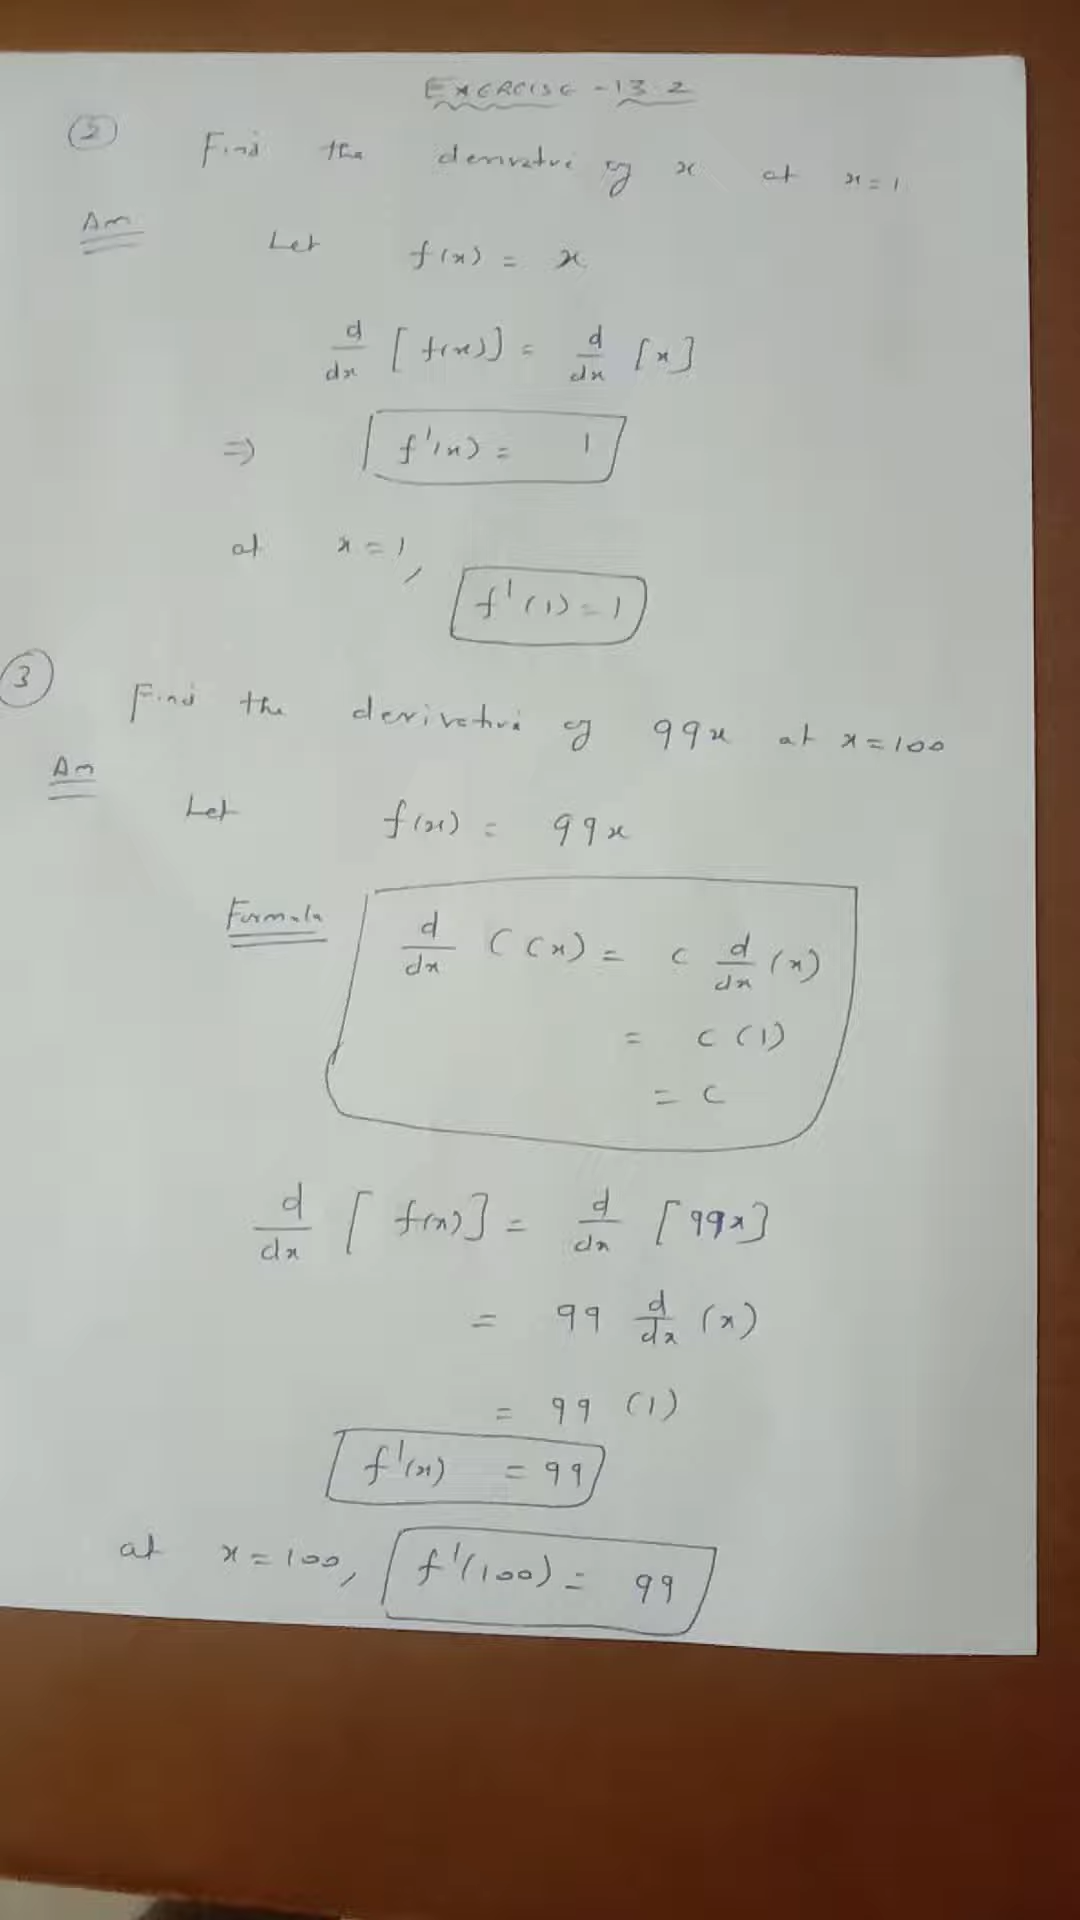 EXERCISE - 13.2
② Find the derivative of x at x=1
Ans
Let f(x) = x
d/dx [f(x)] = d/dx [x]
⇒ f'(x) = 1
at x=1, f'(1)=1
③ Find the derivative of 99x at x=100
Ans
Let f(x) = 99x
Formula d/dx (cx) = c d/dx (x)
= c (1)
= c
d/dx [f(x)] = d/dx [99x]
= 99 d/dx (x)
= 99 (1)
f'(x) = 99
at x=100, f'(100) = 99